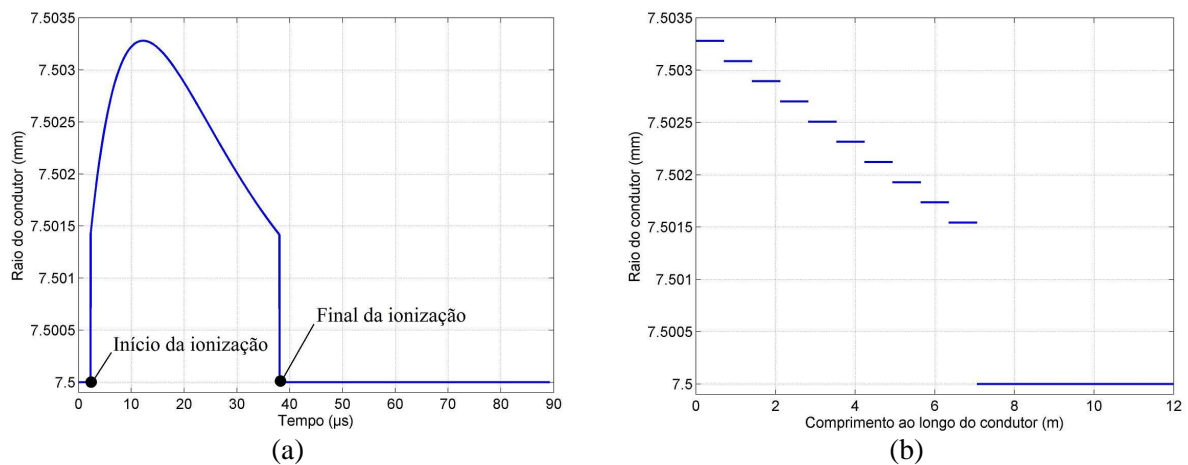 7.5035
7.503
7.5025
7.502
7.5015
7.501
7.5005
7.5
Raio do condutor (mm)
Início da ionização
Final da ionização
0 10 20 30 40 50 60 70 80 90
Tempo (µs)
(a)
7.5035
7.503
7.5025
7.502
7.5015
7.501
7.5005
7.5
Raio do condutor (mm)
0 2 4 6 8 10 12
Comprimento ao longo do condutor (m)
(b)